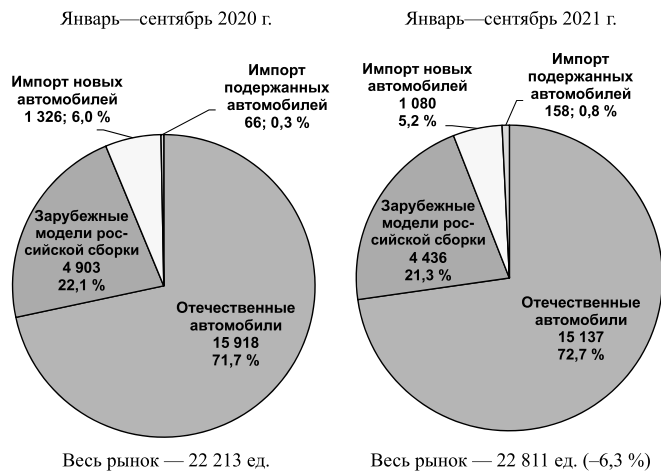 Январь—сентябрь 2020 г.
Импорт новых
автомобилей
1 326; 6,0 %
Импорт
подержанных
автомобилей
66; 0,3 %
Зарубежные
модели рос-
сийской сборки
4 903
22,1 %
Отечественные
автомобили
15 918
71,7 %
Весь рынок — 22 213 ед.
Январь—сентябрь 2021 г.
Импорт новых
автомобилей
1 080
5,2 %
Импорт
подержанных
автомобилей
158; 0,8 %
Зарубежные
модели рос-
сийской сборки
4 436
21,3 %
Отечественные
автомобили
15 137
72,7 %
Весь рынок — 22 811 ед. (–6,3 %)